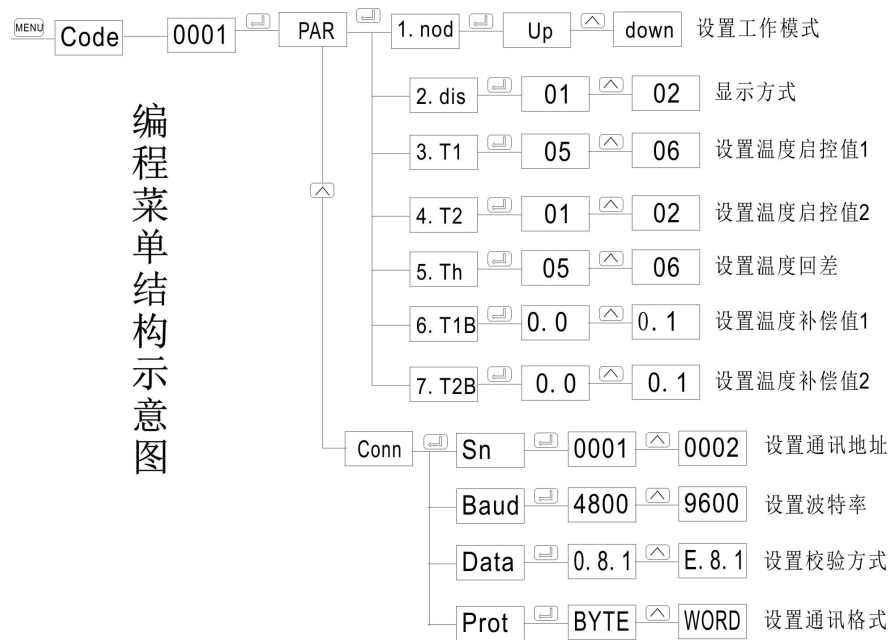 MENU Code 0001 PAR 1. nod Up down 设置工作模式
2. dis 01 02 显示方式
3. T1 05 06 设置温度启控值1
4. T2 01 02 设置温度启控值2
5. Th 05 06 设置温度回差
6. T1B 0. 0 0. 1 设置温度补偿值1
7. T2B 0. 0 0. 1 设置温度补偿值2
Conn Sn 0001 0002 设置通讯地址
Baud 4800 9600 设置波特率
Data 0. 8. 1 E. 8. 1 设置校验方式
Prot BYTE WORD 设置通讯格式
编程菜单结构示意图